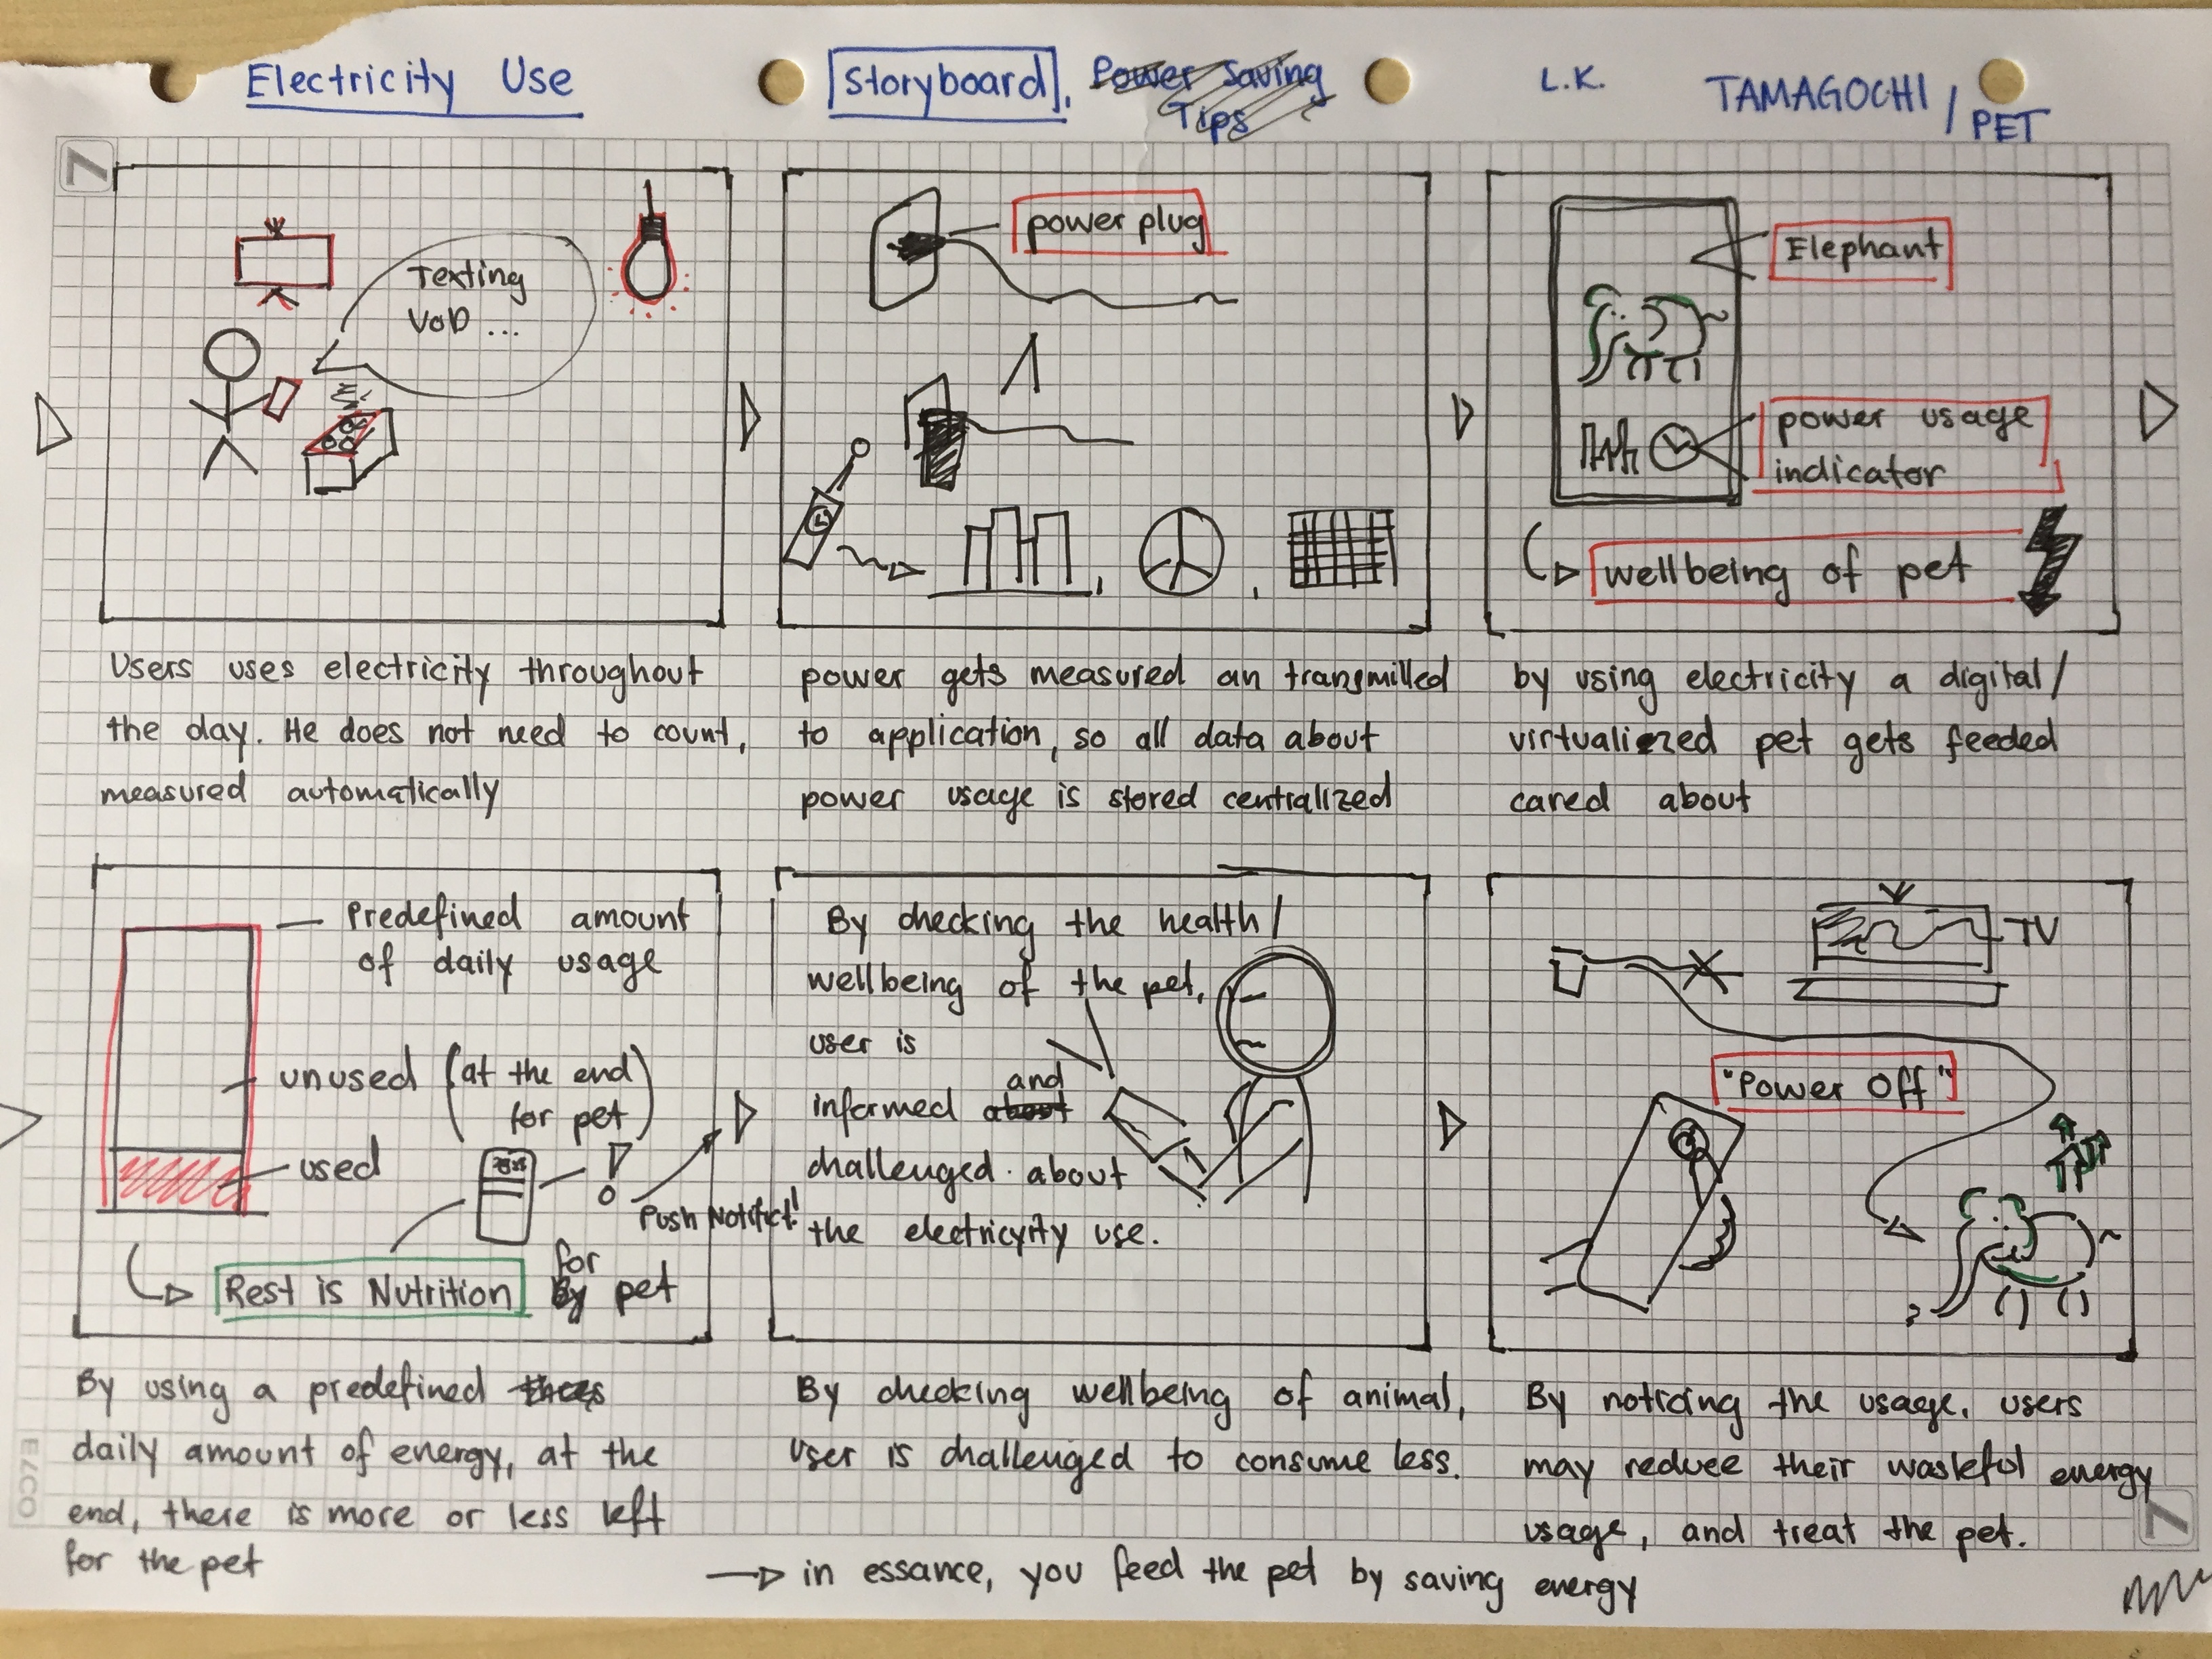 Electricity Use
Storyboard, Power Saving
Tips
L.K.
TAMAGOCHI /
PET
Texting
VoD ...
power plug
Elephant
power usage
indicator
wellbeing of pet
Users uses electricity throughout
the day. He does not need to count,
measured automatically
power gets measured an transmilled
to application, so all data about
power usage is stored centralized
by using electricity a digital/
virtualiezed pet gets feeded
cared about
Predefined amount
of daily usage
unused (at the end
for pet)
used
Push Notifict!
Rest is Nutrition for
By pet
By checking the health/
wellbeing of the pet,
user is
informed about and
challenged. about
the electricyity use.
TV
"Power Off"
By using a predefined
daily amount of energy, at the
end, there is more or less left
for the pet
By checking wellbeing of animal,
user is challenged to consume less.
By noticing the usage, users
may reduce their wasteful energy
usage, and treat the pet.
in essance, you feed the pet by saving energy
ELCO
7
7